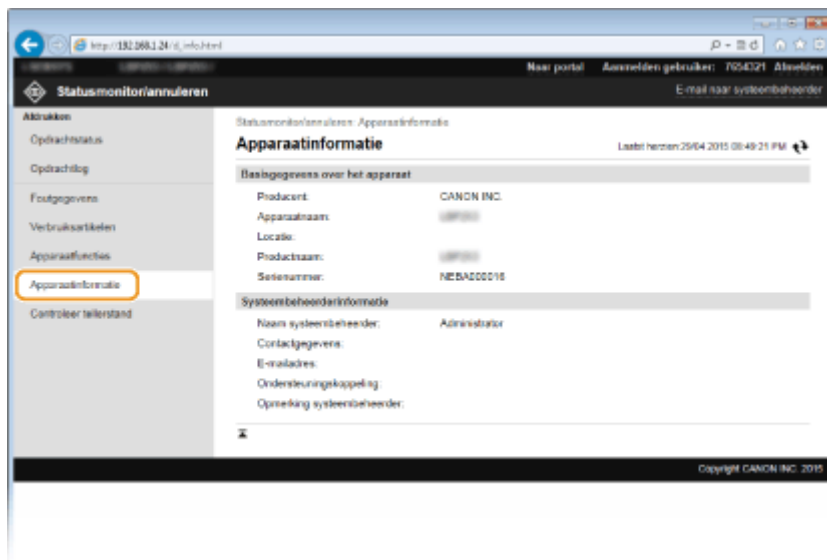 http://192.168.1.24/d_info.html
Naar portal Aanmelden gebruiker: 7654321 Afmelden
Statusmonitor/annuleren E-mail naar systeembeheerder
Afdrukken
Opdrachtstatus
Opdrachtlog
Foutgegevens
Verbruiksartikelen
Apparaatfuncties
Apparaatinformatie
Controleer tellerstand
Statusmonitor/annuleren: Apparaatinformatie
Apparaatinformatie Laatst herzien:29/04 2015 08:49:21 PM
Basisgegevens over het apparaat
Producent: CANON INC.
Apparaatnaam:
Locatie:
Productnaam:
Serienummer: NEBA000016
Systeembeheerderinformatie
Naam systeembeheerder: Administrator
Contactgegevens:
E-mailadres:
Ondersteuningskoppeling:
Opmerking systeembeheerder:
Copyright CANON INC. 2015